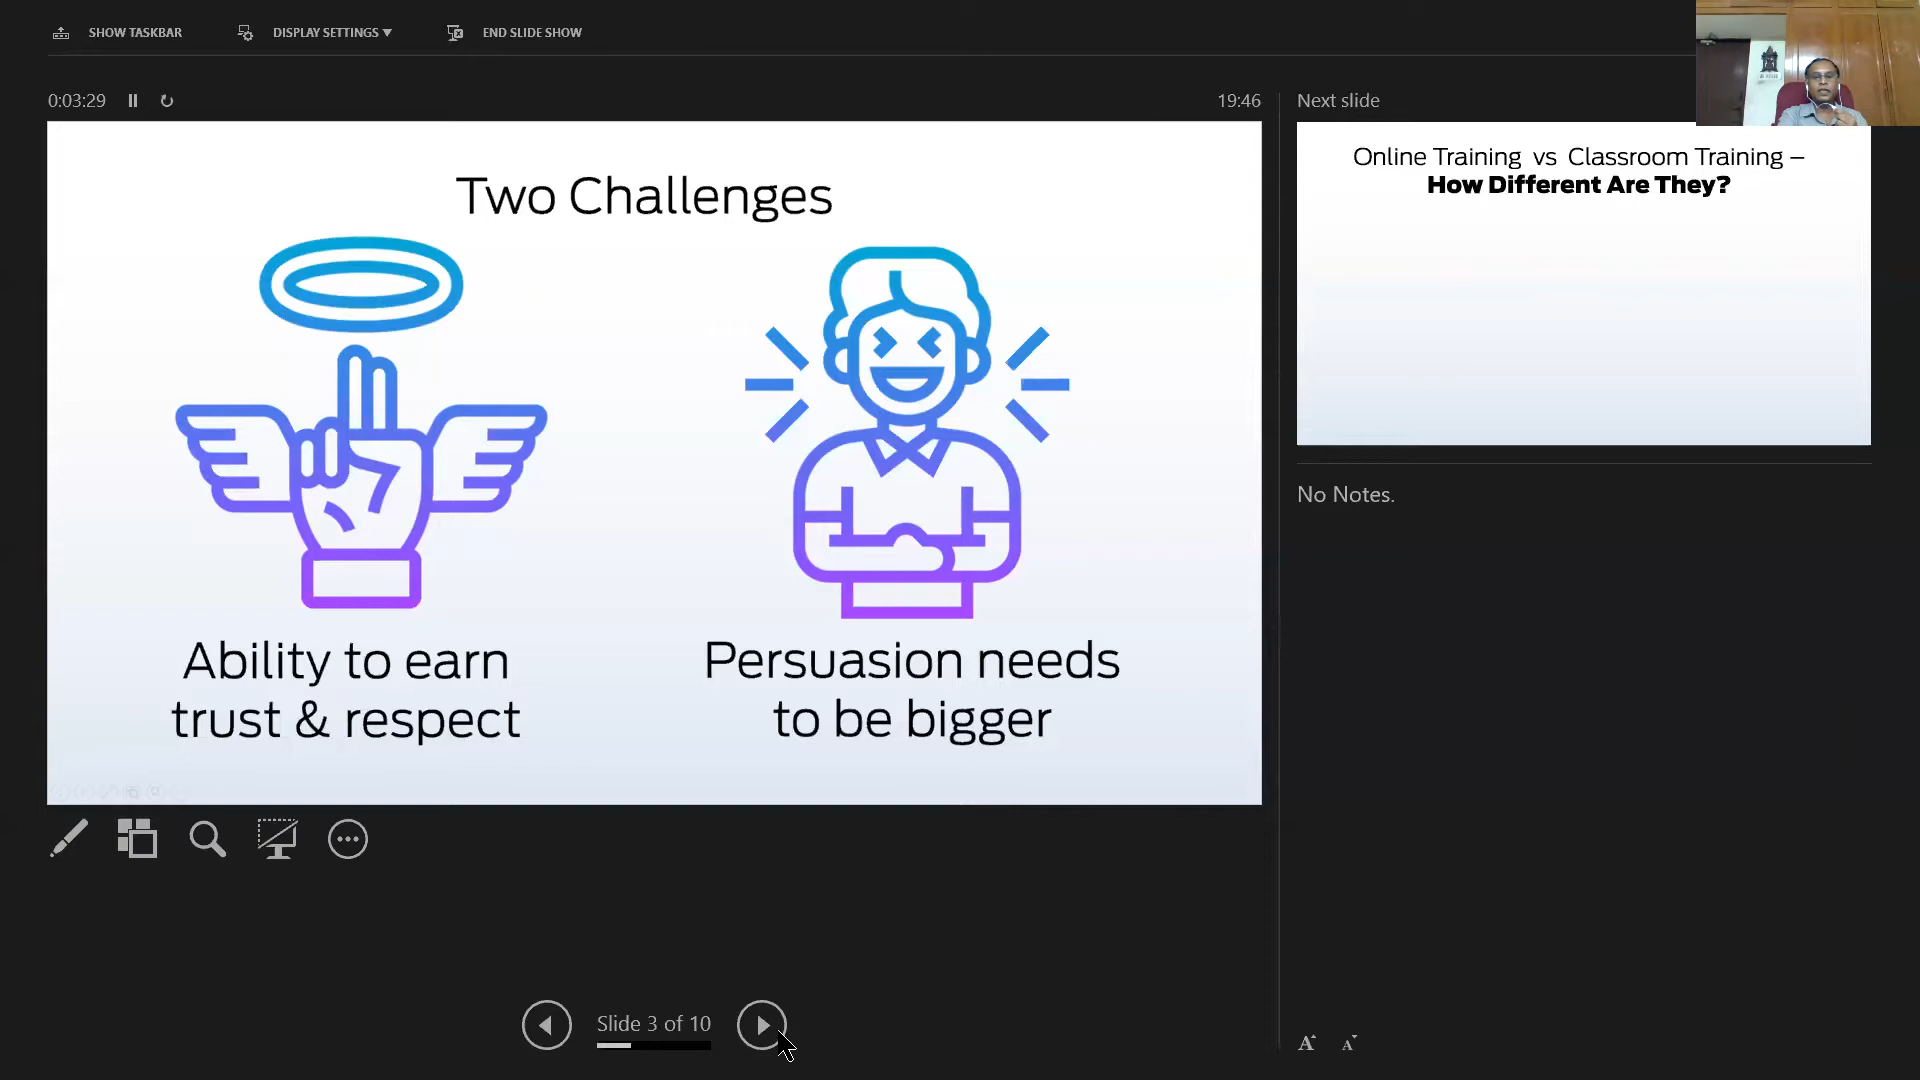 SHOW TASKBAR
DISPLAY SETTINGS ▼
END SLIDE SHOW
0:03:29
19:46
Two Challenges
Ability to earn
trust & respect
Persuasion needs
to be bigger
Slide 3 of 10
Next slide
Online Training vs Classroom Training –
How Different Are They?
No Notes.
A
A